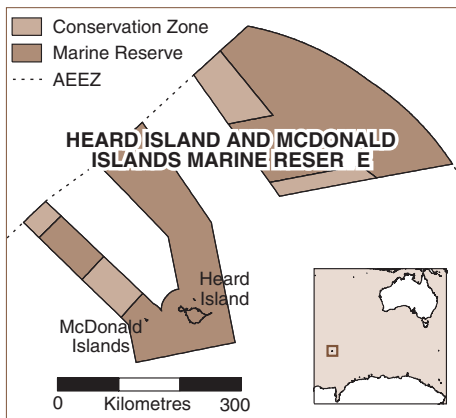 Conservation Zone
Marine Reserve
AEEZ
HEARD ISLAND AND MCDONALD
ISLANDS MARINE RESER E
Heard
Island
McDonald
Islands
0 Kilometres 300